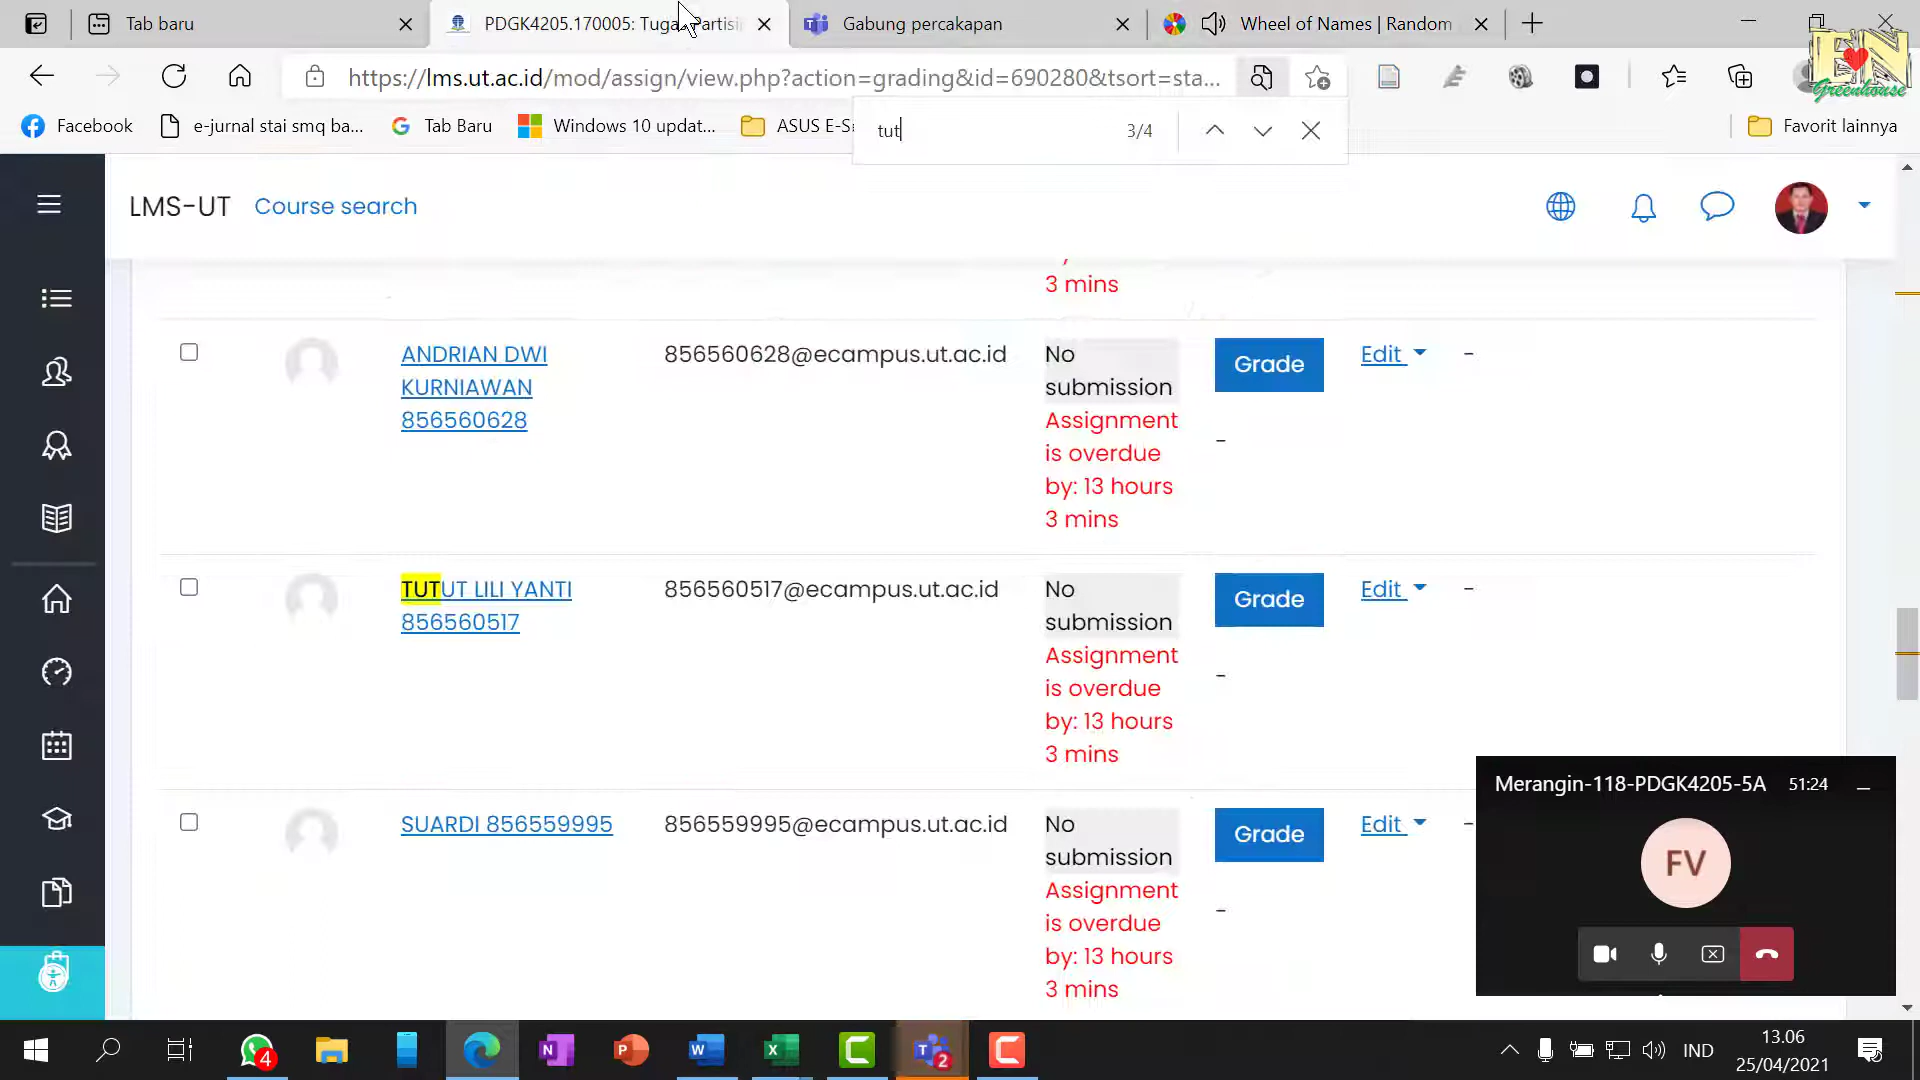 Tab baru
PDGK4205.170005: Tuga Partisi
Gabung percakapan
Wheel of Names | Random
EN
Greenhouse
https://lms.ut.ac.id/mod/assign/view.php?action=grading&id=690280&tsort=sta...
Facebook
e-jurnal stai smq ba...
Tab Baru
Windows 10 updat...
ASUS E-S
Favorit lainnya
tut
3/4
LMS-UT
Course search
3 mins
ANDRIAN DWI
KURNIAWAN
856560628
856560628@ecampus.ut.ac.id
No
submission
Assignment
is overdue
by: 13 hours
3 mins
Grade
-
Edit
-
TUTUT LILI YANTI
856560517
856560517@ecampus.ut.ac.id
No
submission
Assignment
is overdue
by: 13 hours
3 mins
Grade
-
Edit
-
SUARDI 856559995
856559995@ecampus.ut.ac.id
No
submission
Assignment
is overdue
by: 13 hours
3 mins
Grade
-
Edit
-
Merangin-118-PDGK4205-5A
51:24
FV
4
2
IND
13.06
25/04/2021